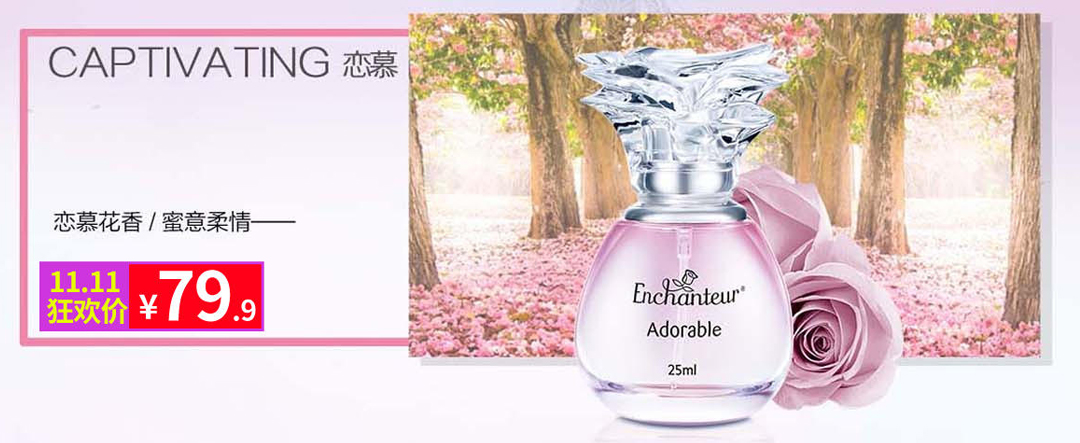 CAPTIVATING 恋慕
恋慕花香 / 蜜意柔情——
11.11
狂欢价
¥79.9
Enchanteur®
Adorable
25ml